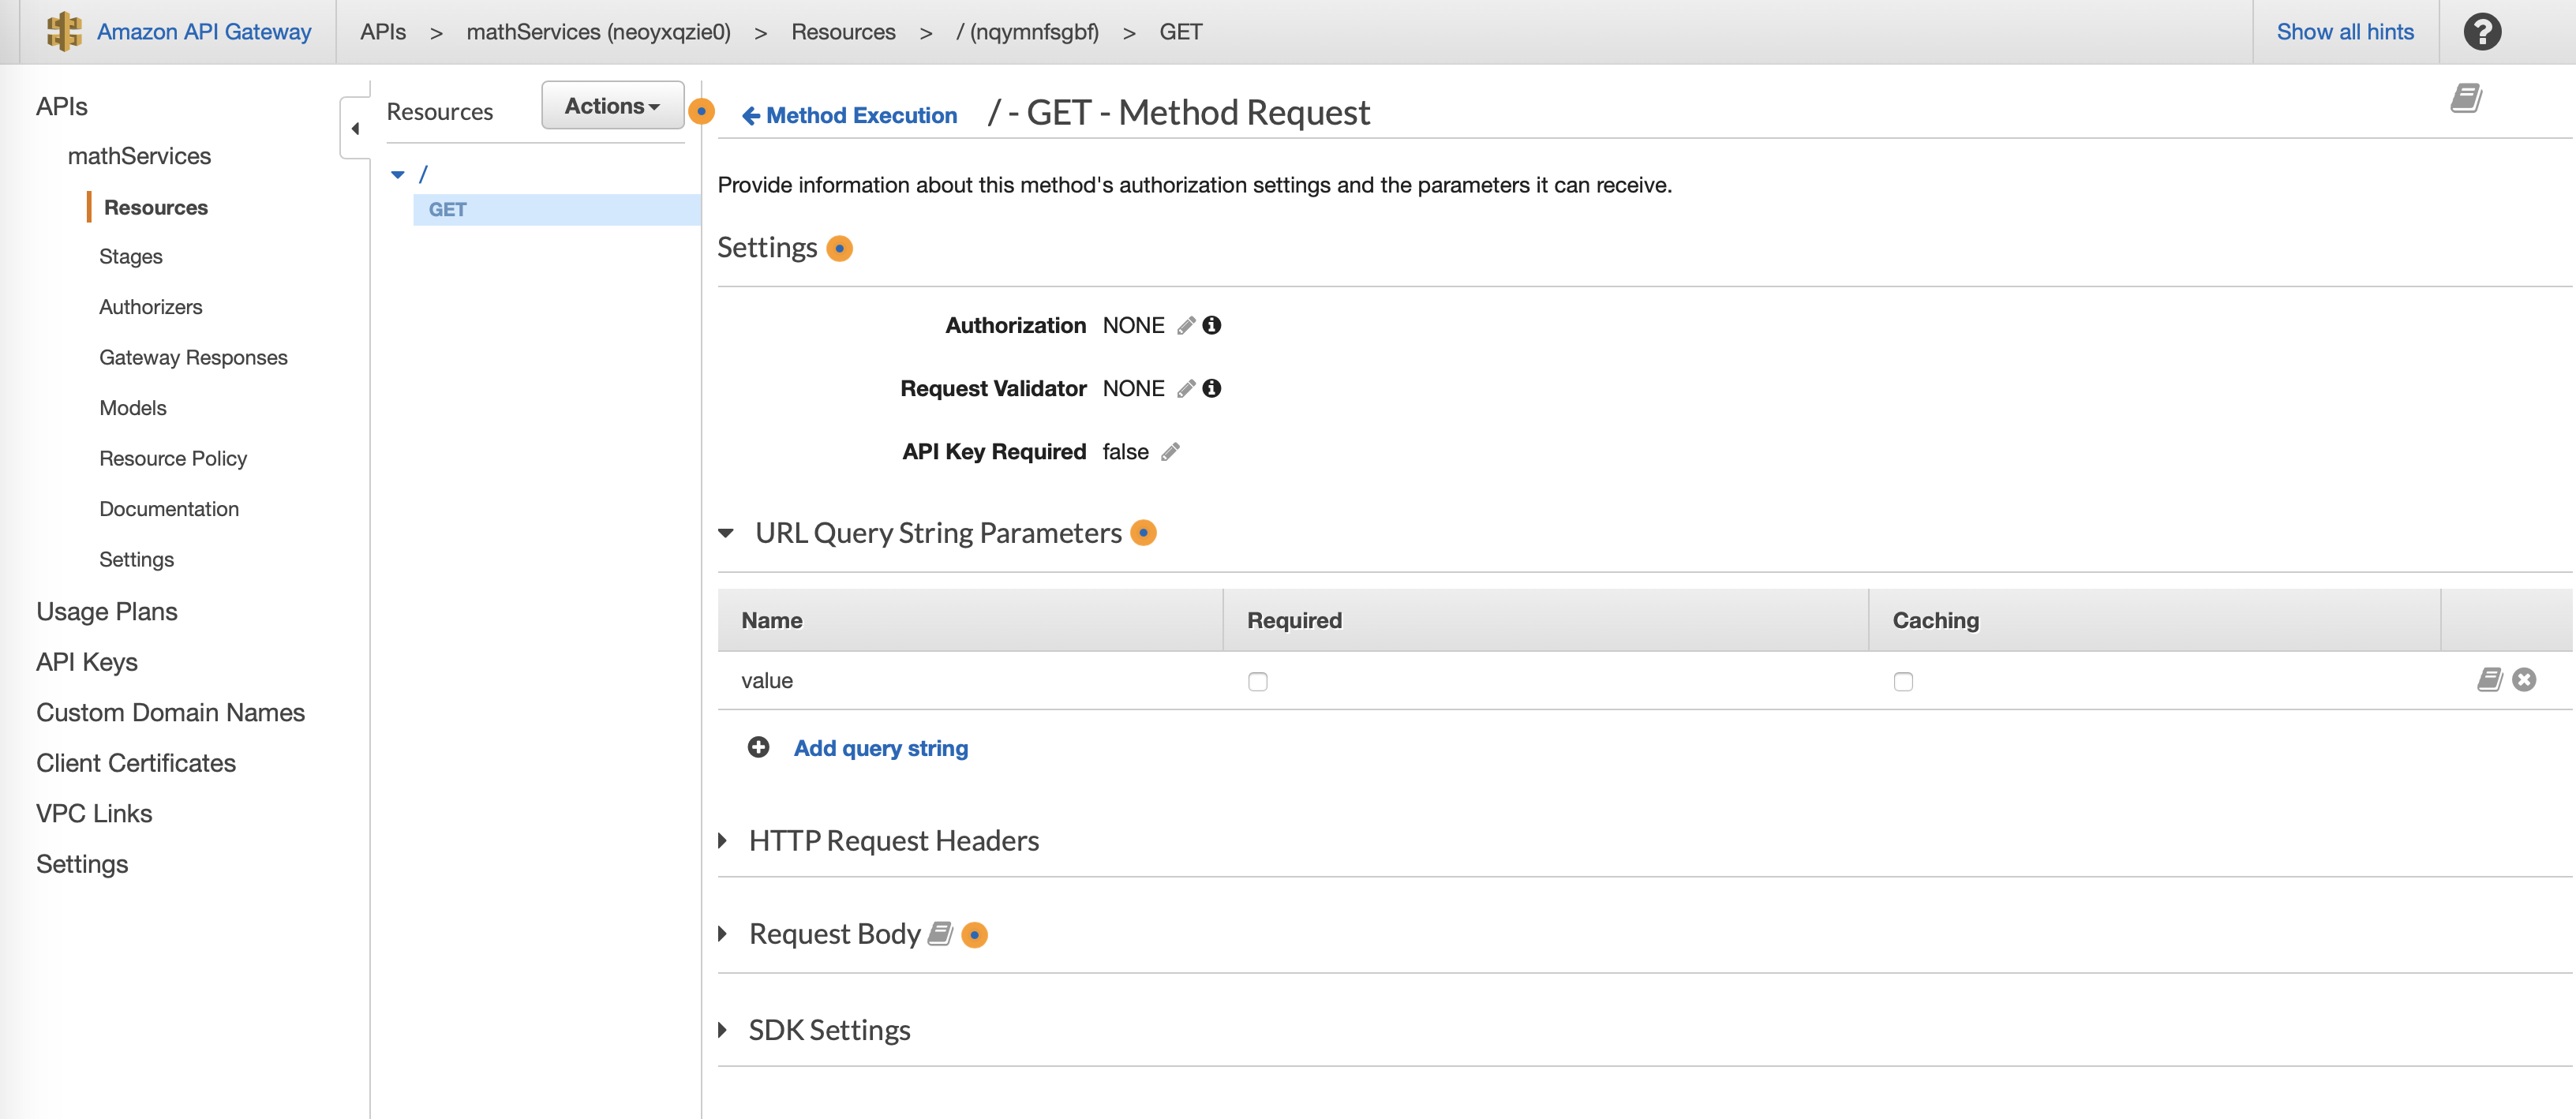 Amazon API Gateway
APIs > mathServices (neoyxqzie0) > Resources > / (nqymnfsgbf) > GET
Show all hints
?
APIs
mathServices
Resources
Stages
Authorizers
Gateway Responses
Models
Resource Policy
Documentation
Settings
Usage Plans
API Keys
Custom Domain Names
Client Certificates
VPC Links
Settings
Resources
Actions
/
GET
Method Execution
/ - GET - Method Request
Provide information about this method's authorization settings and the parameters it can receive.
Settings
Authorization NONE
Request Validator NONE
API Key Required false
URL Query String Parameters
Name Required Caching
value
Add query string
HTTP Request Headers
Request Body
SDK Settings